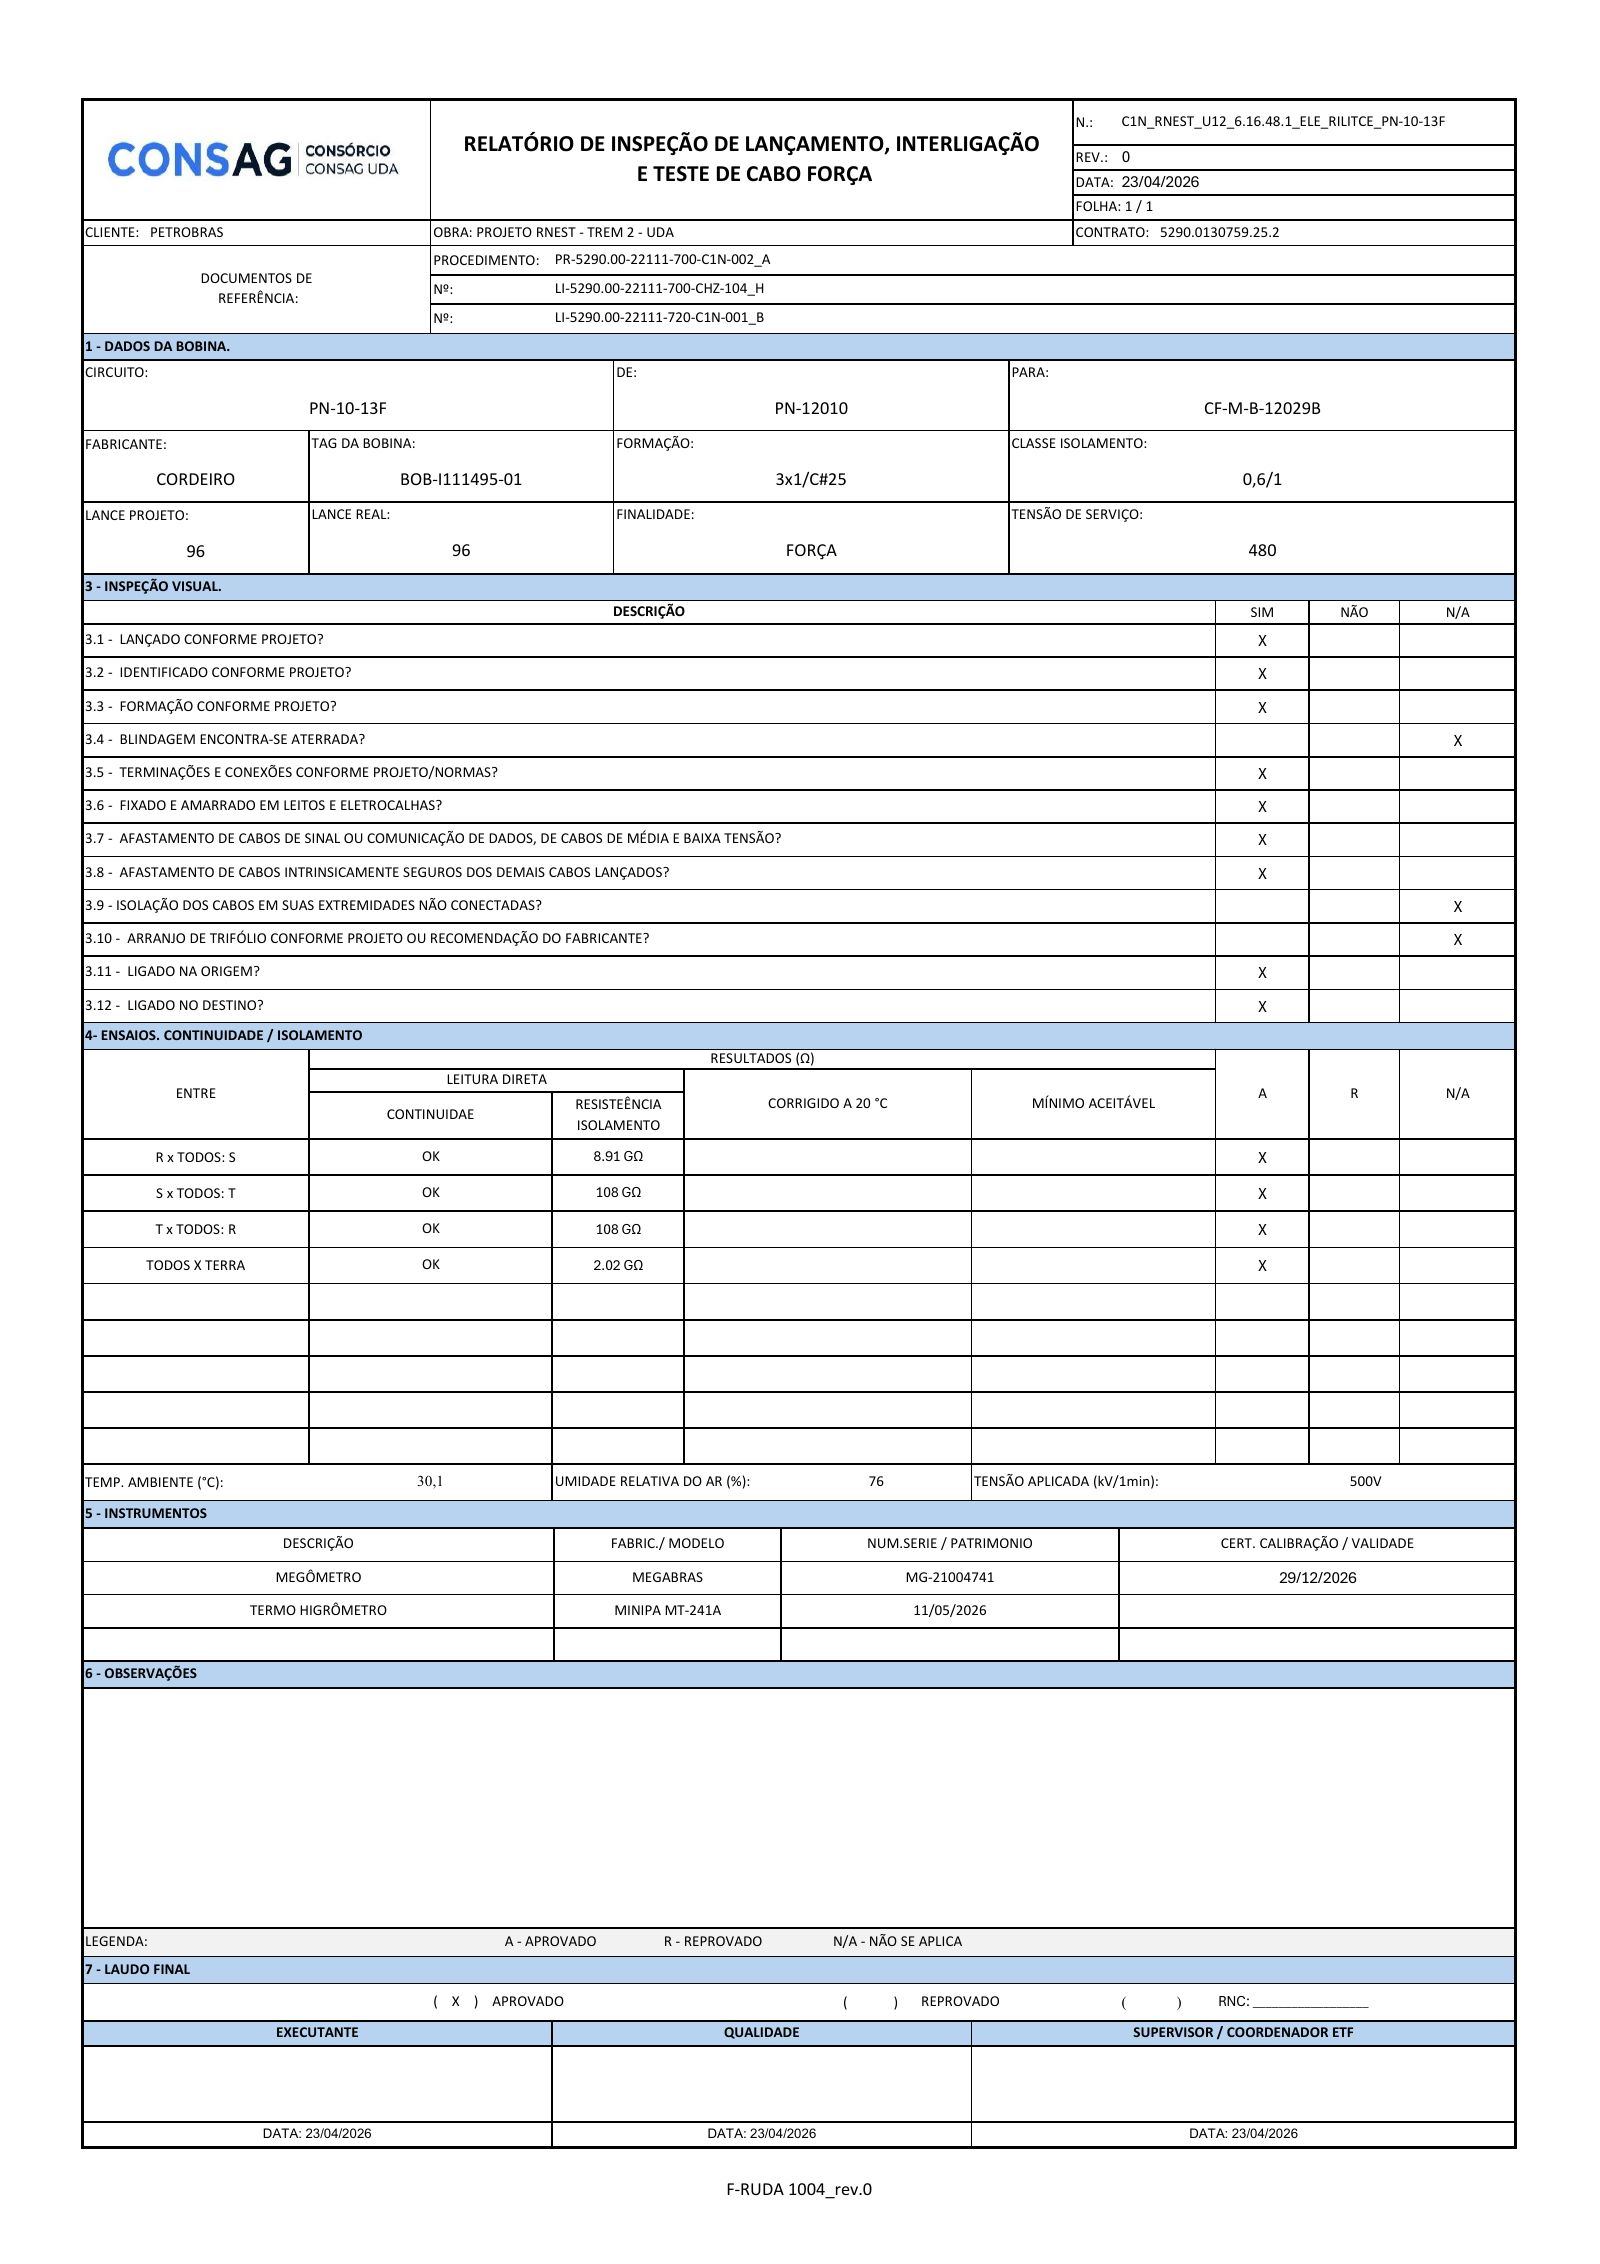 CONSAG CONSÓRCIO CONSAG UDA
RELATÓRIO DE INSPEÇÃO DE LANÇAMENTO, INTERLIGAÇÃO
E TESTE DE CABO FORÇA
N.: C1N_RNEST_U12_6.16.48.1_ELE_RILITCE_PN-10-13F
REV.: 0
DATA: 23/04/2026
FOLHA: 1 / 1
CLIENTE: PETROBRAS OBRA: PROJETO RNEST - TREM 2 - UDA CONTRATO: 5290.0130759.25.2
DOCUMENTOS DE
REFERÊNCIA:
PROCEDIMENTO: PR-5290.00-22111-700-C1N-002_A
Nº: LI-5290.00-22111-700-CHZ-104_H
Nº: LI-5290.00-22111-720-C1N-001_B
1 - DADOS DA BOBINA.
CIRCUITO: DE: PARA:
PN-10-13F PN-12010 CF-M-B-12029B
FABRICANTE: TAG DA BOBINA: FORMAÇÃO: CLASSE ISOLAMENTO:
CORDEIRO BOB-I111495-01 3x1/C#25 0,6/1
LANCE PROJETO: LANCE REAL: FINALIDADE: TENSÃO DE SERVIÇO:
96 96 FORÇA 480
3 - INSPEÇÃO VISUAL.
DESCRIÇÃO SIM NÃO N/A
3.1 - LANÇADO CONFORME PROJETO? X
3.2 - IDENTIFICADO CONFORME PROJETO? X
3.3 - FORMAÇÃO CONFORME PROJETO? X
3.4 - BLINDAGEM ENCONTRA-SE ATERRADA? X
3.5 - TERMINAÇÕES E CONEXÕES CONFORME PROJETO/NORMAS? X
3.6 - FIXADO E AMARRADO EM LEITOS E ELETROCALHAS? X
3.7 - AFASTAMENTO DE CABOS DE SINAL OU COMUNICAÇÃO DE DADOS, DE CABOS DE MÉDIA E BAIXA TENSÃO? X
3.8 - AFASTAMENTO DE CABOS INTRINSICAMENTE SEGUROS DOS DEMAIS CABOS LANÇADOS? X
3.9 - ISOLAÇÃO DOS CABOS EM SUAS EXTREMIDADES NÃO CONECTADAS? X
3.10 - ARRANJO DE TRIFÓLIO CONFORME PROJETO OU RECOMENDAÇÃO DO FABRICANTE? X
3.11 - LIGADO NA ORIGEM? X
3.12 - LIGADO NO DESTINO? X
4- ENSAIOS. CONTINUIDADE / ISOLAMENTO
RESULTADOS (Ω)
LEITURA DIRETA
ENTRE CONTINUIDAE RESISTEÊNCIA ISOLAMENTO CORRIGIDO A 20 °C MÍNIMO ACEITÁVEL A R N/A
R x TODOS: S OK 8.91 GΩ X
S x TODOS: T OK 108 GΩ X
T x TODOS: R OK 108 GΩ X
TODOS X TERRA OK 2.02 GΩ X
TEMP. AMBIENTE (°C): 30,1 UMIDADE RELATIVA DO AR (%): 76 TENSÃO APLICADA (kV/1min): 500V
5 - INSTRUMENTOS
DESCRIÇÃO FABRIC./ MODELO NUM.SERIE / PATRIMONIO CERT. CALIBRAÇÃO / VALIDADE
MEGÔMETRO MEGABRAS MG-21004741 29/12/2026
TERMO HIGRÔMETRO MINIPA MT-241A 11/05/2026
6 - OBSERVAÇÕES
LEGENDA: A - APROVADO R - REPROVADO N/A - NÃO SE APLICA
7 - LAUDO FINAL
( X ) APROVADO ( ) REPROVADO ( ) RNC: ________________
EXECUTANTE QUALIDADE SUPERVISOR / COORDENADOR ETF
DATA: 23/04/2026 DATA: 23/04/2026 DATA: 23/04/2026
F-RUDA 1004_rev.0